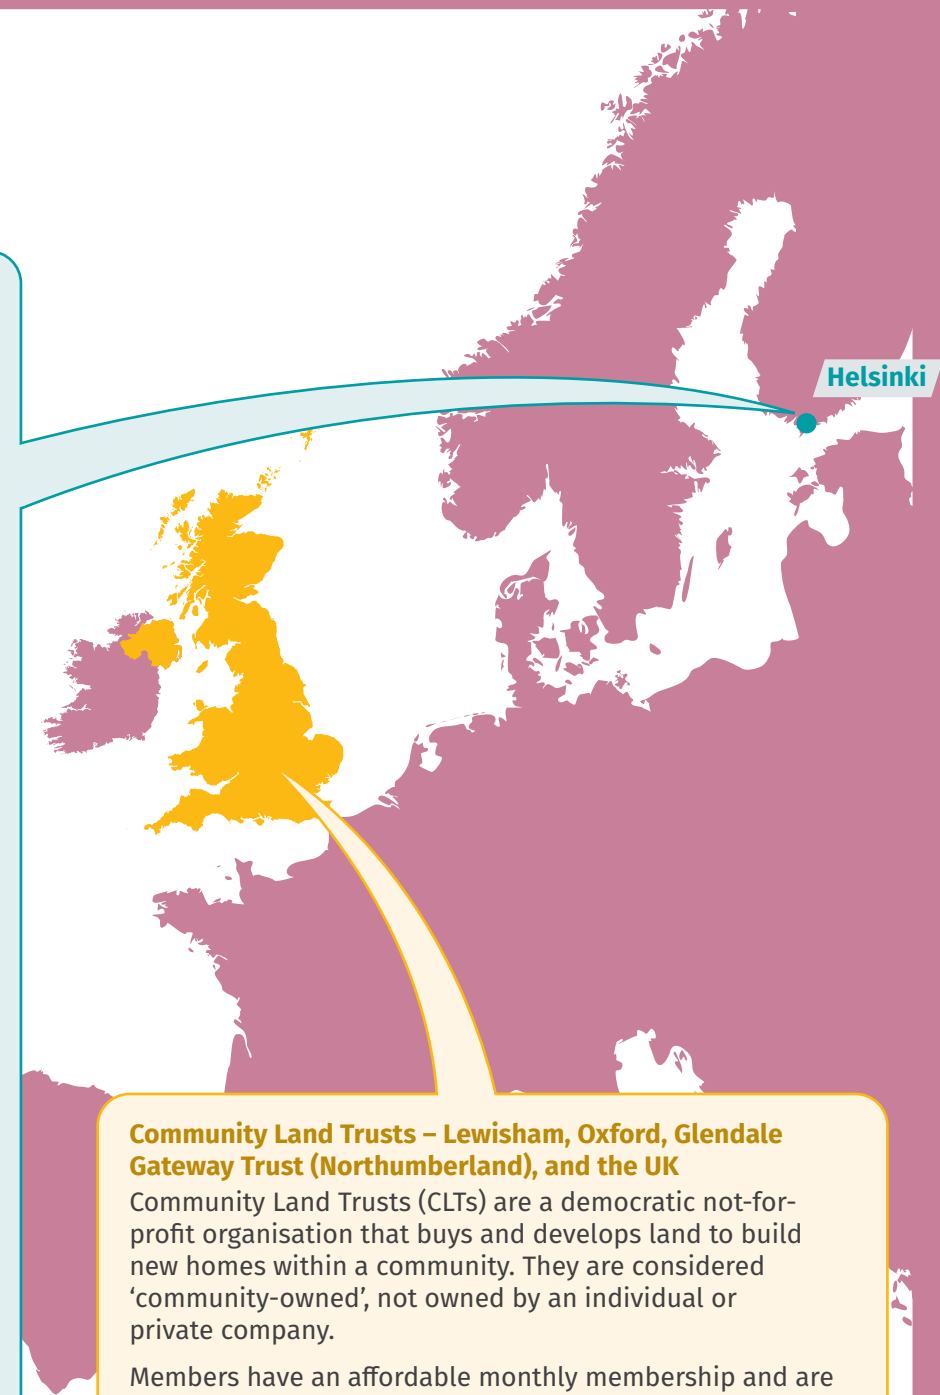 Helsinki
Community Land Trusts – Lewisham, Oxford, Glendale
Gateway Trust (Northumberland), and the UK
Community Land Trusts (CLTs) are a democratic not-for-
profit organisation that buys and develops land to build
new homes within a community. They are considered
‘community-owned’, not owned by an individual or
private company.
Members have an affordable monthly membership and are